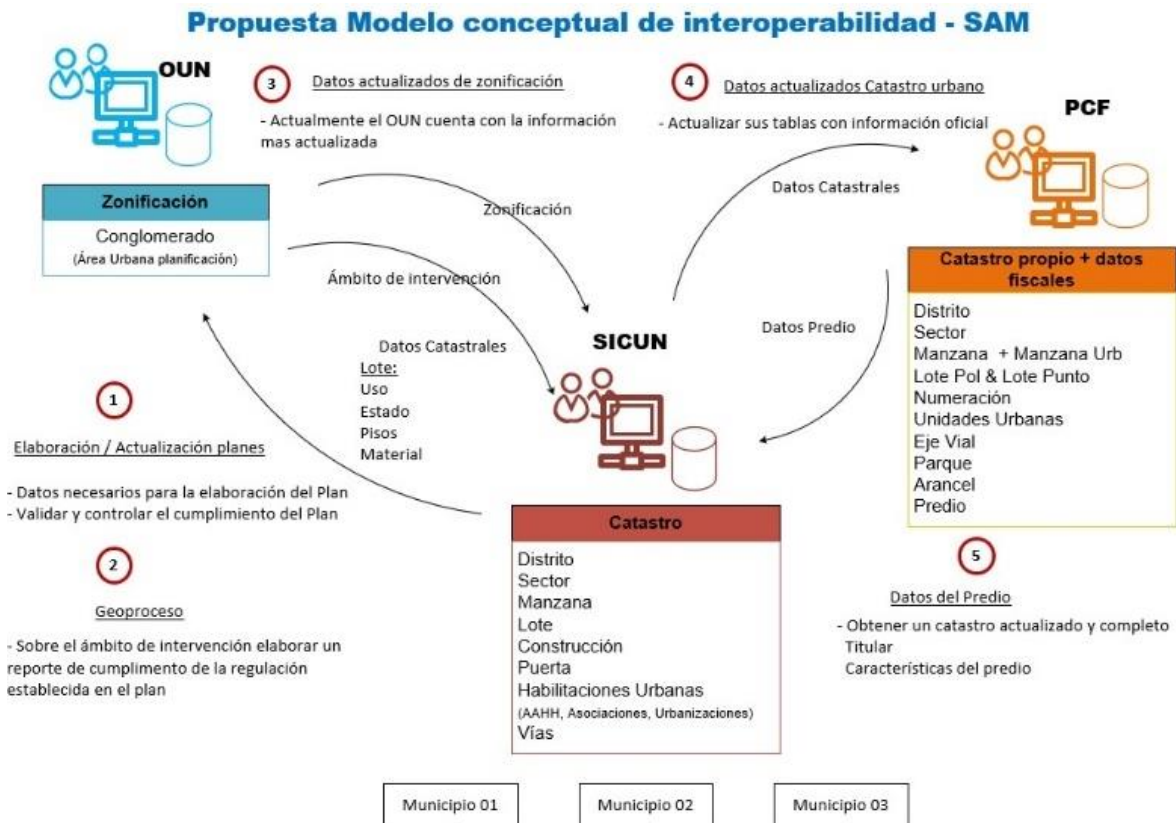 Propuesta Modelo conceptual de interoperabilidad - SAM
OUN
3
Datos actualizados de zonificación
- Actualmente el OUN cuenta con la información
mas actualizada
4
Datos actualizados Catastro urbano
- Actualizar sus tablas con información oficial
PCF
Zonificación
Conglomerado
(Área Urbana planificación)
Zonificación
Ámbito de intervención
Datos Catastrales
Datos Predio
Datos Catastrales
Lote:
Uso
Estado
Pisos
Material
SICUN
Catastro propio + datos
fiscales
Distrito
Sector
Manzana + Manzana Urb
Lote Pol & Lote Punto
Numeración
Unidades Urbanas
Eje Vial
Parque
Arancel
Predio
1
Elaboración / Actualización planes
- Datos necesarios para la elaboración del Plan
- Validar y controlar el cumplimiento del Plan
2
Geoproceso
- Sobre el ámbito de intervención elaborar un
reporte de cumplimento de la regulación
establecida en el plan
Catastro
Distrito
Sector
Manzana
Lote
Construcción
Puerta
Habilitaciones Urbanas
(AAHH, Asociaciones, Urbanizaciones)
Vías
5
Datos del Predio
- Obtener un catastro actualizado y completo
Titular
Características del predio
Municipio 01
Municipio 02
Municipio 03